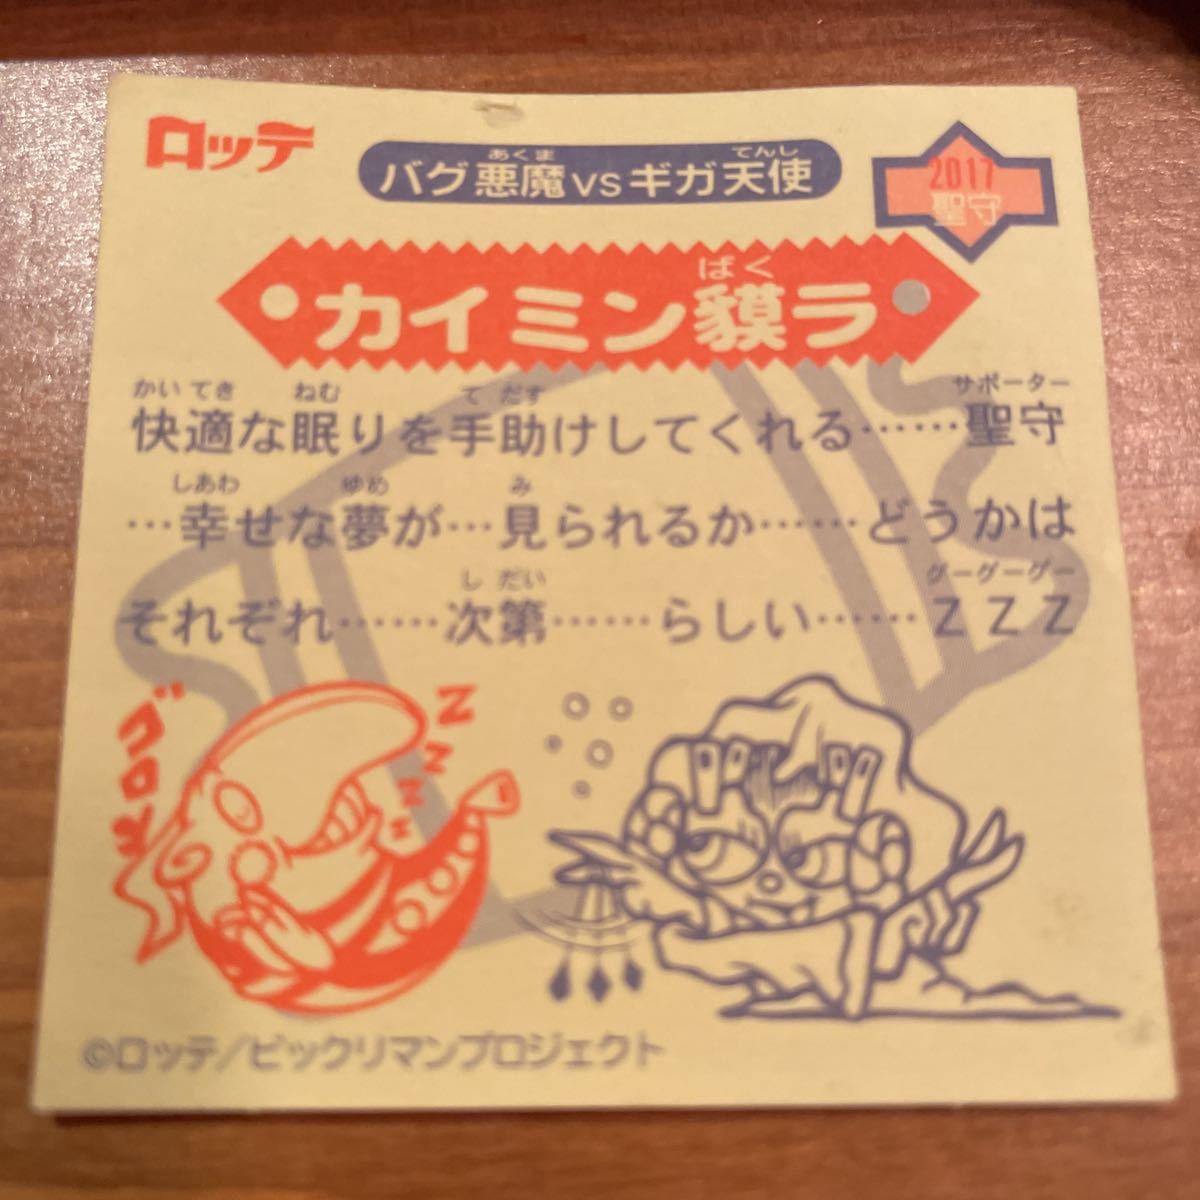 ロッテ
バグ悪魔vsギガ天使
あくま
てんし
2017
聖守
カイミン貘ラ
ばく
かいてき ねむ てだす サポーター
快適な眠りを手助けしてくれる……聖守
しあわ ゆめ み
…幸せな夢が…見られるか……どうかは
しだい グーグーグー
それぞれ……次第……らしい……ZZZ
ゴロ
Z Z Z Z
©ロッテ/ビックリマンプロジェクト